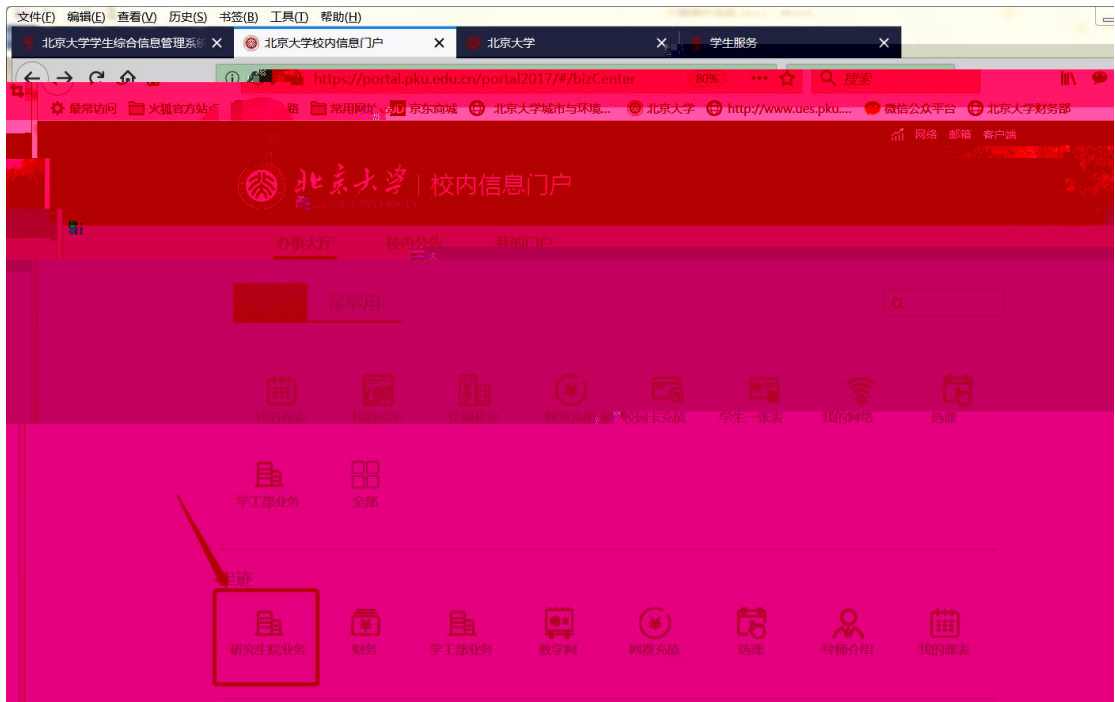 文件(F) 编辑(E) 查看(V) 历史(S) 书签(B) 工具(T) 帮助(H)
北京大学学生综合信息管理系统 北京大学校内信息门户 北京大学 学生服务
https://portal.pku.edu.cn/portal2017/#/bizCenter 80% 搜索
最常访问 火狐官方站点 常用网址 JD 京东商城 北京大学城市与环境... 北京大学 http://www.ues.pku.... 微信公众平台 北京大学财务部
网络 邮箱 客户端
北京大学 校内信息门户
办事大厅 校内公告 我的门户
最常用
我的课表 校园卡充值 学生一张表 我的网络 选课
学工部业务 全部
足迹
研究生院业务 财务 学工部业务 教学网 网费充值 选课 导师介绍 我的课表